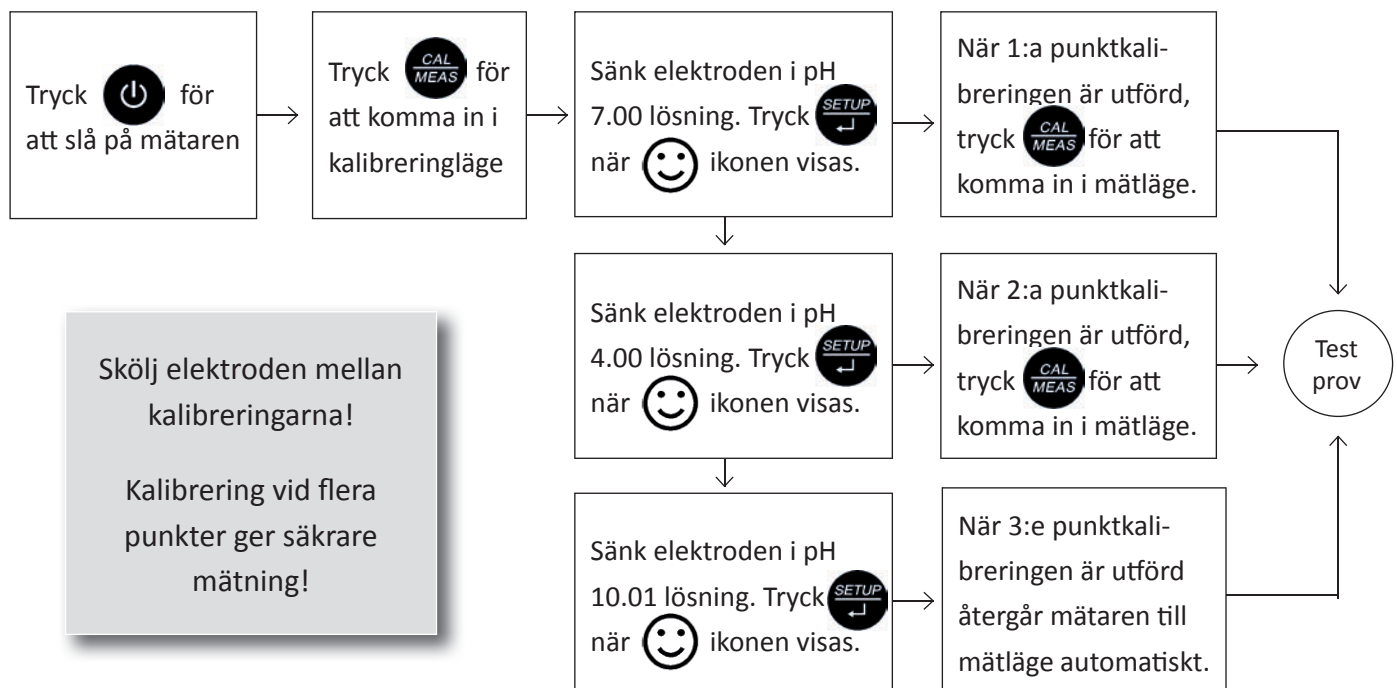 Tryck för
att slå på mätaren
Tryck CAL MEAS för
att komma in i
kalibreringläge
Sänk elektroden i pH
7.00 lösning. Tryck SETUP
när ikonen visas.
När 1:a punktkali-
breringen är utförd,
tryck CAL MEAS för att
komma in i mätläge.
Sänk elektroden i pH
4.00 lösning. Tryck SETUP
när ikonen visas.
När 2:a punktkali-
breringen är utförd,
tryck CAL MEAS för att
komma in i mätläge.
Test
prov
Skölj elektroden mellan
kalibreringarna!
Kalibrering vid flera
punkter ger säkrare
mätning!
Sänk elektroden i pH
10.01 lösning. Tryck SETUP
när ikonen visas.
När 3:e punktkali-
breringen är utförd
återgår mätaren till
mätläge automatiskt.